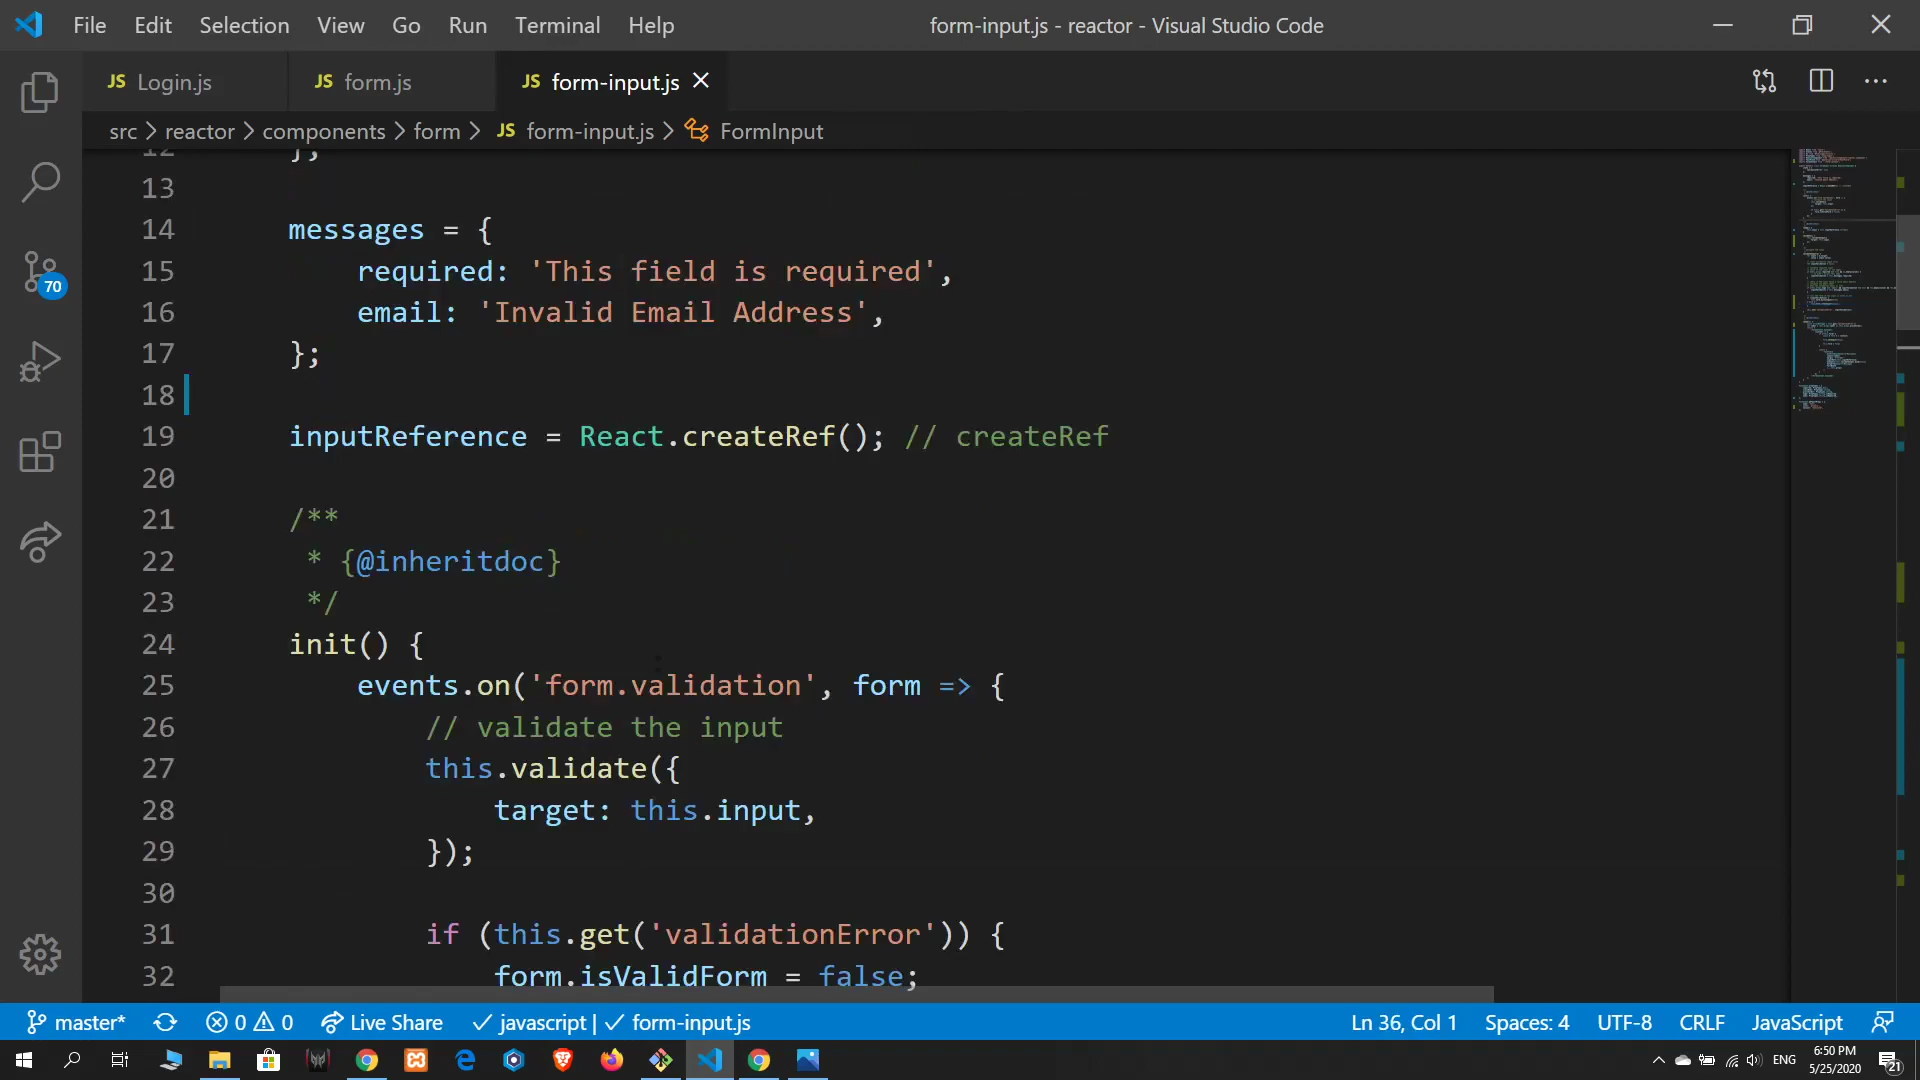 File Edit Selection View Go Run Terminal Help form-input.js - reactor - Visual Studio Code
JS Login.js JS form.js JS form-input.js
src > reactor > components > form > JS form-input.js > FormInput
12 };
13
14 messages = {
15 required: 'This field is required',
16 email: 'Invalid Email Address',
17 };
18
19 inputReference = React.createRef(); // createRef
20
21 /**
22 * {@inheritdoc}
23 */
24 init() {
25 events.on('form.validation', form => {
26 // validate the input
27 this.validate({
28 target: this.input,
29 });
30
31 if (this.get('validationError')) {
32 form.isValidForm = false;
70
master* 0 0 Live Share javascript | form-input.js Ln 36, Col 1 Spaces: 4 UTF-8 CRLF JavaScript
ENG 6:50 PM
5/25/2020 21